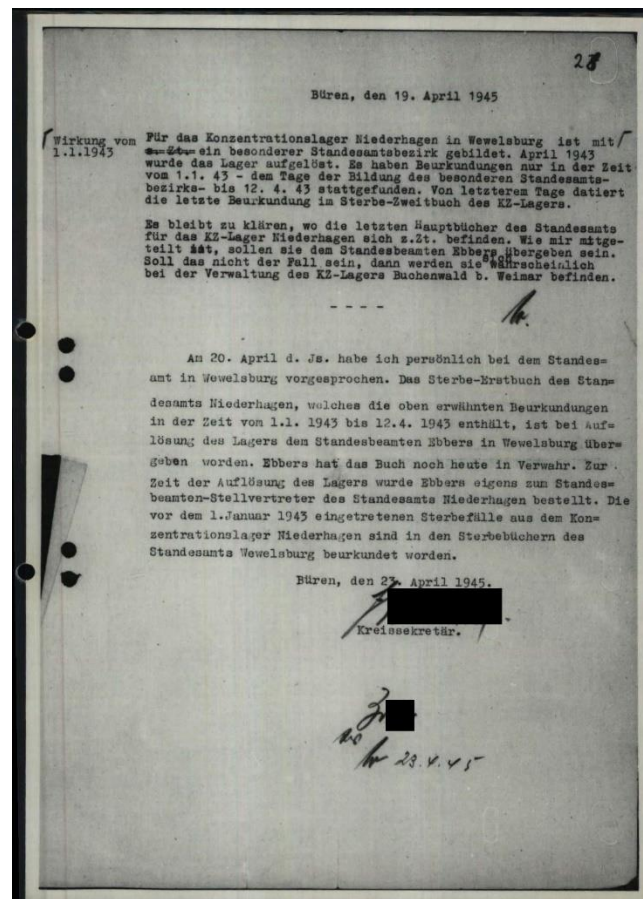 28
Büren, den 19. April 1945
Wirkung vom
1.1.1943
Für das Konzentrationslager Niederhagen in Wewelsburg ist mit
z. Zt. ein besonderer Standesamtsbezirk gebildet. April 1943
wurde das Lager aufgelöst. Es haben Beurkundungen nur in der Zeit
vom 1.1. 43 - dem Tage der Bildung des besonderen Standesamts-
bezirks- bis 12. 4. 43 stattgefunden. Von letzterem Tage datiert
die letzte Beurkundung im Sterbe-Zweitbuch des KZ-Lagers.
Es bleibt zu klären, wo die letzten Hauptbücher des Standesamts
für das KZ-Lager Niederhagen sich z.Zt. befinden. Wie mir mitge-
teilt ist, sollen sie dem Standesbeamten Ebbers übergeben sein.
Soll das nicht der Fall sein, dann werden sie sich wahrscheinlich
bei der Verwaltung des KZ-Lagers Buchenwald b. Weimar befinden.
- - - -
Am 20. April d. Js. habe ich persönlich bei dem Standes=
amt in Wewelsburg vorgesprochen. Das Sterbe-Erstbuch des Stan=
desamts Niederhagen, welches die oben erwähnten Beurkundungen
in der Zeit vom 1.1. 1943 bis 12.4. 1943 enthält, ist bei Auf=
lösung des Lagers dem Standesbeamten Ebbers in Wewelsburg über=
geben worden. Ebbers hat das Buch noch heute in Verwahr. Zur
Zeit der Auflösung des Lagers wurde Ebbers eigens zum Standes=
beamten-Stellvertreter des Standesamts Niederhagen bestellt. Die
vor dem 1.Januar 1943 eingetretenen Sterbefälle aus dem Kon=
zentrationslager Niederhagen sind in den Sterbebüchern des
Standesamts Wewelsburg beurkundet worden.
Büren, den 23. April 1945.
Kreissekretär.
23.4.45